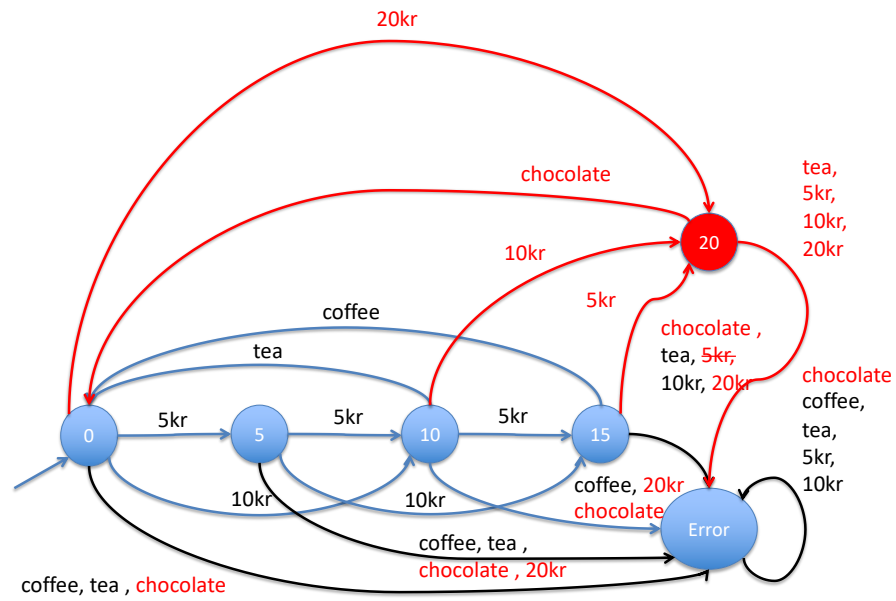 20kr
chocolate
tea,
5kr,
10kr,
20kr
20
10kr
5kr
coffee
chocolate ,
tea, 5kr,
10kr, 20kr
tea
chocolate
coffee,
tea,
5kr,
10kr
5kr
5kr
5kr
0
5
10
15
10kr
10kr
coffee, 20kr
chocolate
Error
coffee, tea ,
chocolate , 20kr
coffee, tea , chocolate